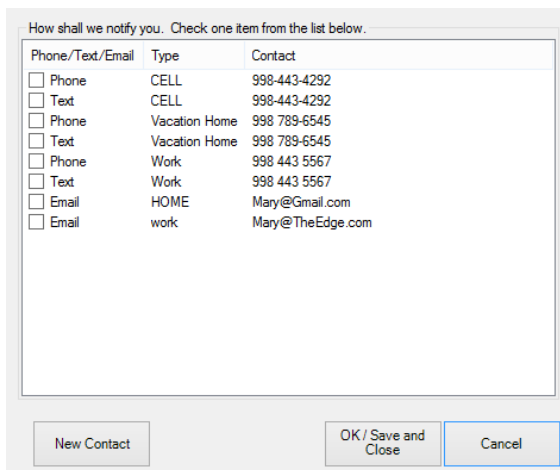 How shall we notify you. Check one item from the list below.
Phone/Text/Email Type Contact
Phone CELL 998-443-4292
Text CELL 998-443-4292
Phone Vacation Home 998 789-6545
Text Vacation Home 998 789-6545
Phone Work 998 443 5567
Text Work 998 443 5567
Email HOME Mary@Gmail.com
Email work Mary@TheEdge.com
New Contact
OK / Save and
Close
Cancel